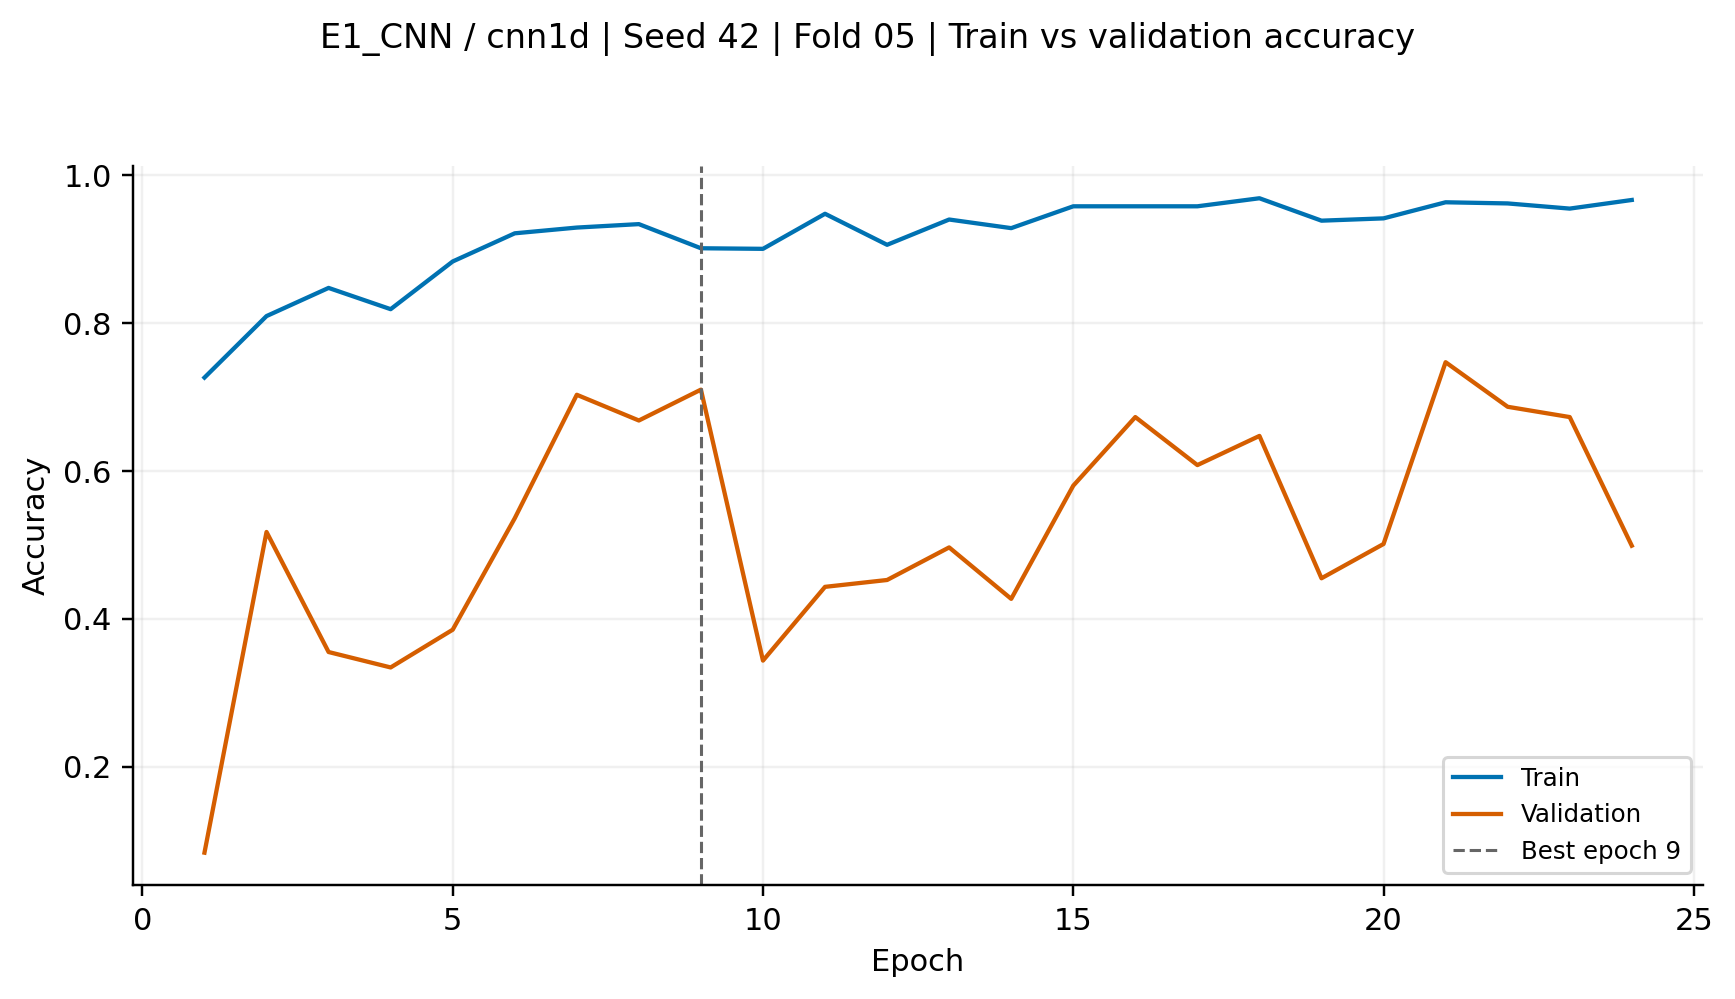 E1_CNN / cnn1d | Seed 42 | Fold 05 | Train vs validation accuracy
1.0
0.8
0.6
0.4
0.2
Accuracy
0
5
10
15
20
25
Epoch
Train
Validation
Best epoch 9